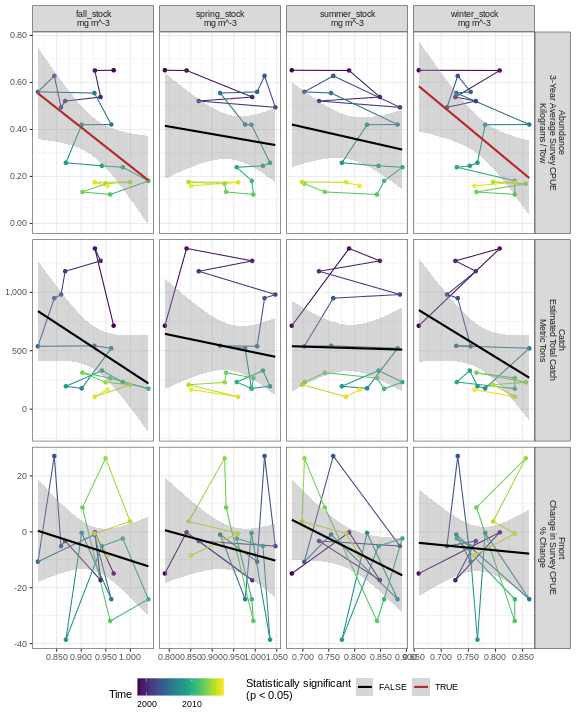 fall_stock
mg m^-3
spring_stock
mg m^-3
summer_stock
mg m^-3
winter_stock
mg m^-3
0.80
0.60
0.40
0.20
0.00
Abundance
3-Year Average Survey CPUE
Kilograms / Tow
1,000
500
0
Catch
Estimated Total Catch
Metric Tons
20
0
-20
-40
Fmort
Change in Survey CPUE
% Change
0.850 0.900 0.950 1.000
0.800 0.850 0.900 0.950 1.000 1.050
0.700 0.750 0.800 0.850
0.700 0.750 0.800 0.850
Time
2000 2010
Statistically significant
(p < 0.05)
FALSE TRUE